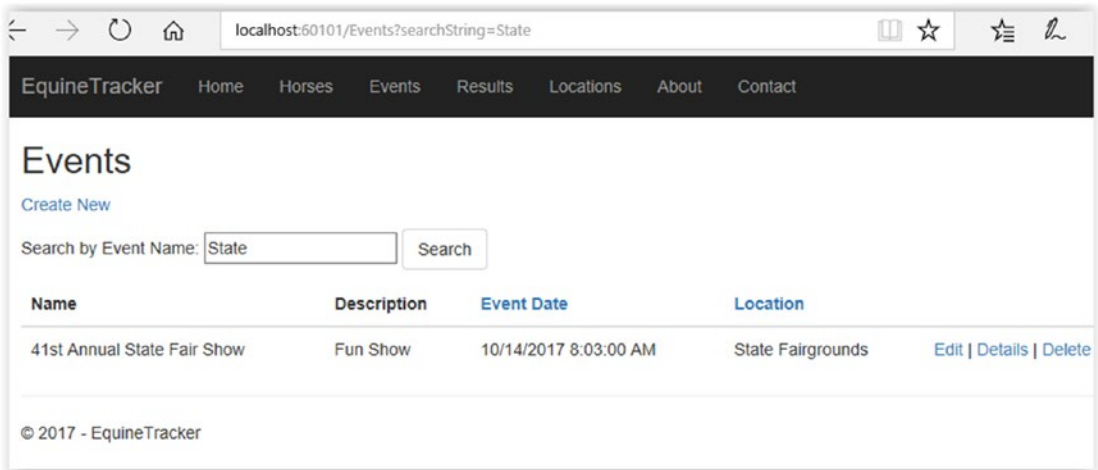 localhost:60101/Events?searchString=State
EquineTracker Home Horses Events Results Locations About Contact
Events
Create New
Search by Event Name: State Search
Name Description Event Date Location
41st Annual State Fair Show Fun Show 10/14/2017 8:03:00 AM State Fairgrounds Edit | Details | Delete
© 2017 - EquineTracker